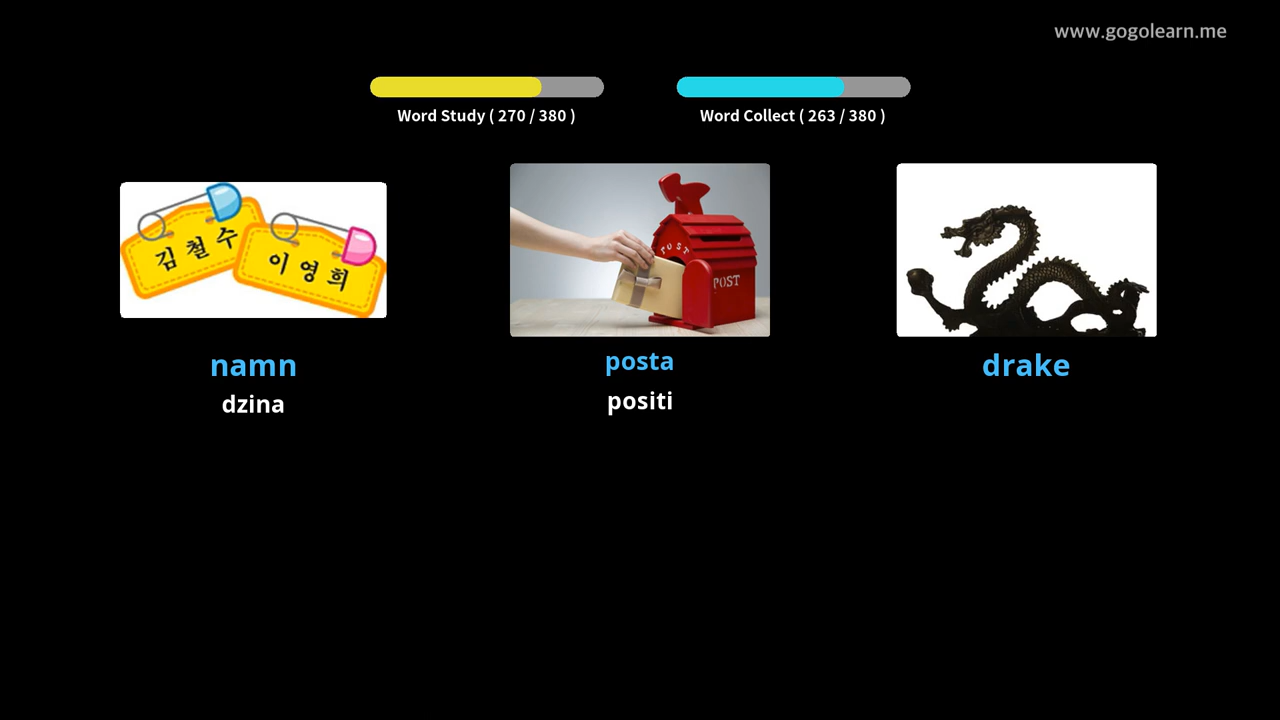 www.gogolearn.me
Word Study ( 270 / 380 )
Word Collect ( 263 / 380 )
김철수
이영희
POST
POST
namn
dzina
posta
positi
drake